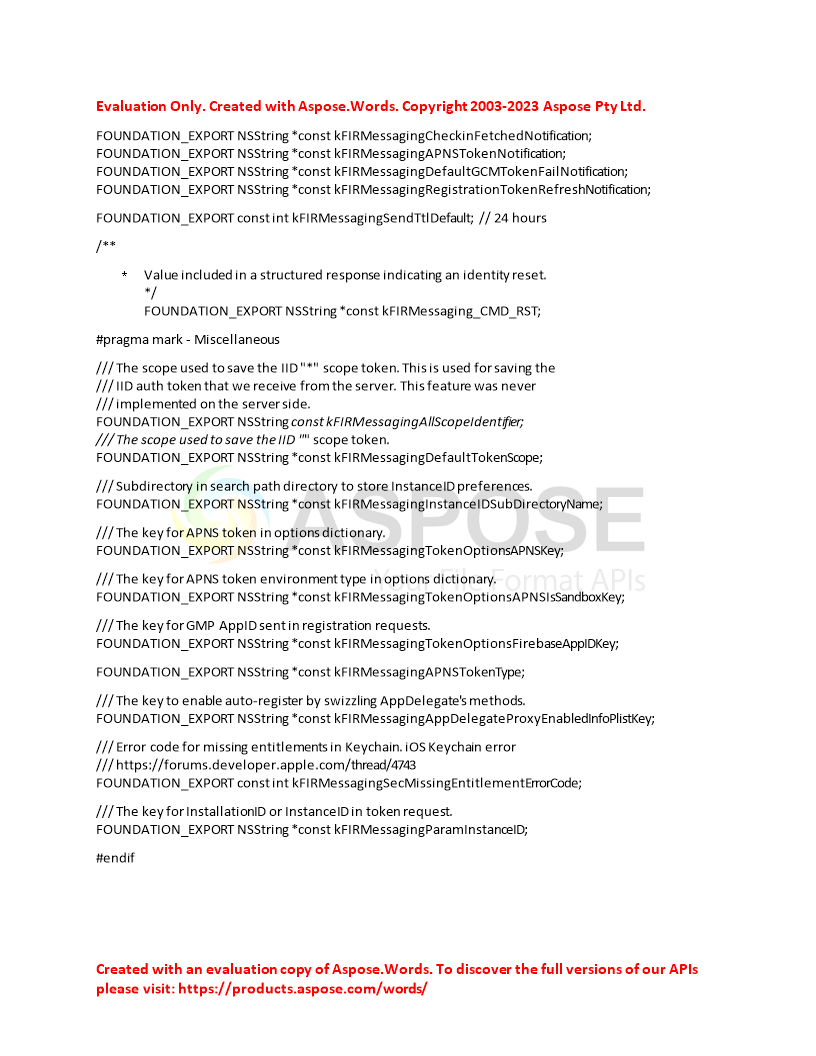 Evaluation Only. Created with Aspose.Words. Copyright 2003-2023 Aspose Pty Ltd.
FOUNDATION_EXPORT NSString *const kFIRMessagingCheckinFetchedNotification;
FOUNDATION_EXPORT NSString *const kFIRMessagingAPNSTokenNotification;
FOUNDATION_EXPORT NSString *const kFIRMessagingDefaultGCMTokenFailNotification;
FOUNDATION_EXPORT NSString *const kFIRMessagingRegistrationTokenRefreshNotification;
FOUNDATION_EXPORT const int kFIRMessagingSendTtlDefault; // 24 hours
/**
* Value included in a structured response indicating an identity reset.
*/
FOUNDATION_EXPORT NSString *const kFIRMessaging_CMD_RST;
#pragma mark - Miscellaneous
/// The scope used to save the IID "*" scope token. This is used for saving the
/// IID auth token that we receive from the server. This feature was never
/// implemented on the server side.
FOUNDATION_EXPORT NSString const kFIRMessagingAllScopeIdentifier;
/// The scope used to save the IID "" scope token.
FOUNDATION_EXPORT NSString *const kFIRMessagingDefaultTokenScope;
/// Subdirectory in search path directory to store InstanceID preferences.
FOUNDATION_EXPORT NSString *const kFIRMessagingInstanceIDSubDirectoryName;
ASPOSE
/// The key for APNS token in options dictionary.
FOUNDATION_EXPORT NSString *const kFIRMessagingTokenOptionsAPNSKey;
Your File Format APIs
/// The key for APNS token environment type in options dictionary.
FOUNDATION_EXPORT NSString *const kFIRMessagingTokenOptionsAPNSIsSandboxKey;
/// The key for GMP AppID sent in registration requests.
FOUNDATION_EXPORT NSString *const kFIRMessagingTokenOptionsFirebaseAppIDKey;
FOUNDATION_EXPORT NSString *const kFIRMessagingAPNSTokenType;
/// The key to enable auto-register by swizzling AppDelegate's methods.
FOUNDATION_EXPORT NSString *const kFIRMessagingAppDelegateProxyEnabledInfoPlistKey;
/// Error code for missing entitlements in Keychain. iOS Keychain error
/// https://forums.developer.apple.com/thread/4743
FOUNDATION_EXPORT const int kFIRMessagingSecMissingEntitlementErrorCode;
/// The key for InstallationID or InstanceID in token request.
FOUNDATION_EXPORT NSString *const kFIRMessagingParamInstanceID;
#endif
Created with an evaluation copy of Aspose.Words. To discover the full versions of our APIs
please visit: https://products.aspose.com/words/